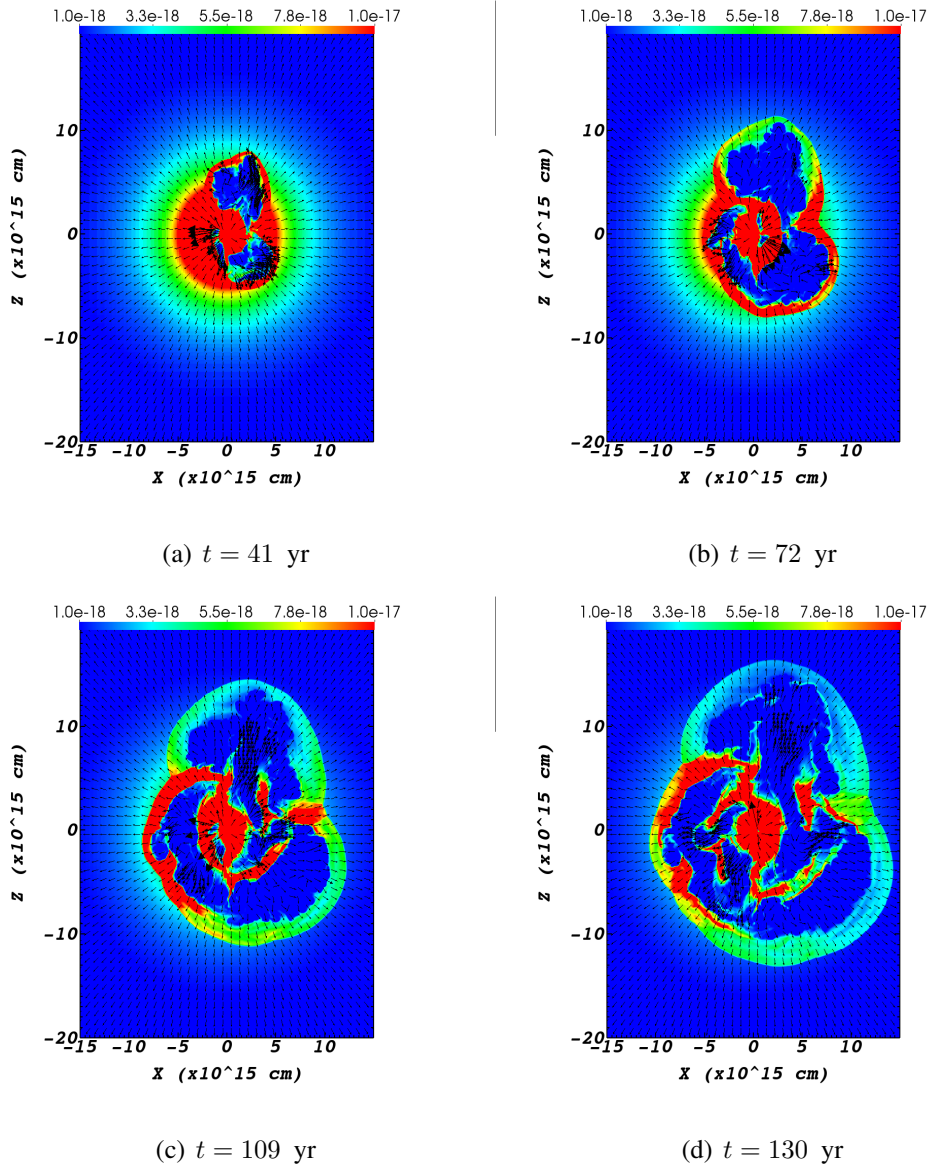 1.0e-18 3.3e-18 5.5e-18 7.8e-18 1.0e-17
10
0
-10
-20
-15 -10 -5 0 5 10
Z (x10^15 cm)
X (x10^15 cm)
(a) t = 41 yr
1.0e-18 3.3e-18 5.5e-18 7.8e-18 1.0e-17
10
0
-10
-20
-15 -10 -5 0 5 10
Z (x10^15 cm)
X (x10^15 cm)
(b) t = 72 yr
1.0e-18 3.3e-18 5.5e-18 7.8e-18 1.0e-17
10
0
-10
-20
-15 -10 -5 0 5 10
Z (x10^15 cm)
X (x10^15 cm)
(c) t = 109 yr
1.0e-18 3.3e-18 5.5e-18 7.8e-18 1.0e-17
10
0
-10
-20
-15 -10 -5 0 5 10
Z (x10^15 cm)
X (x10^15 cm)
(d) t = 130 yr